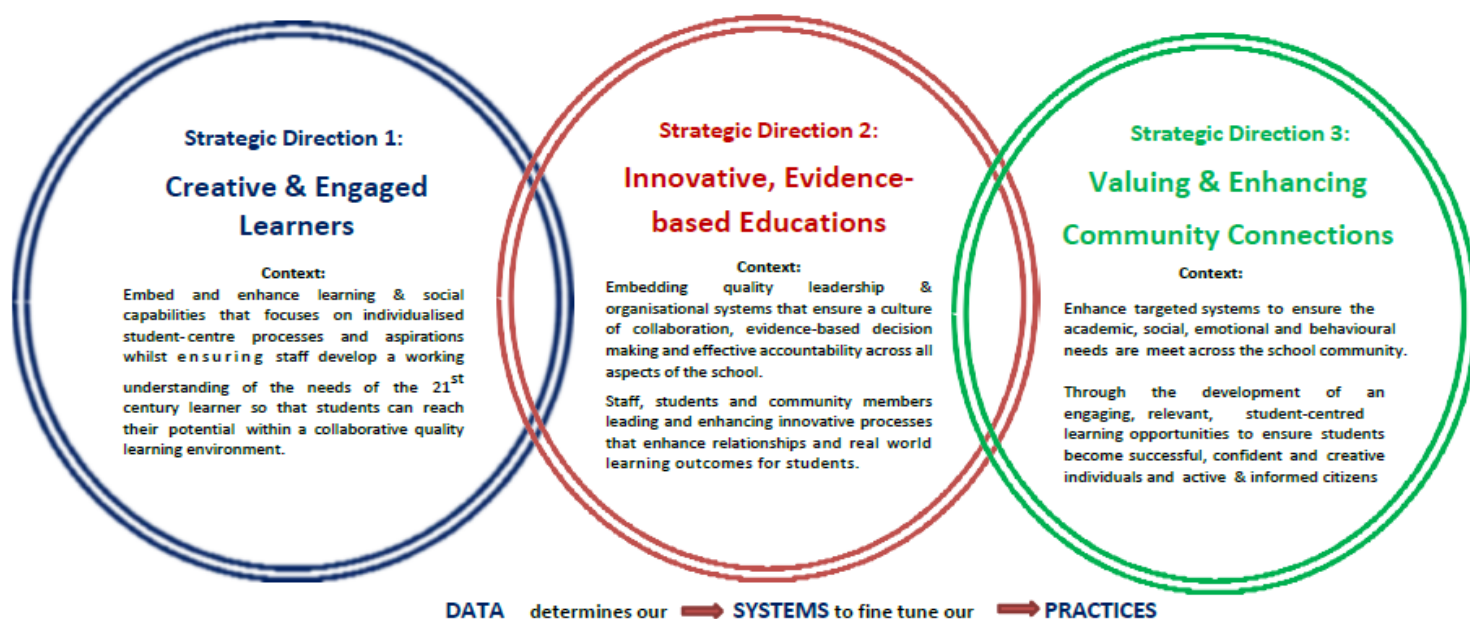 Strategic Direction 1:
Creative & Engaged
Learners
Context:
Embed and enhance learning & social
capabilities that focuses on individualised
student-centre processes and aspirations
whilst ensuring staff develop a working
understanding of the needs of the 21st
century learner so that students can reach
their potential within a collaborative quality
learning environment.
Strategic Direction 2:
Innovative, Evidence-
based Educations
Context:
Embedding quality leadership &
organisational systems that ensure a culture
of collaboration, evidence-based decision
making and effective accountability across all
aspects of the school.
Staff, students and community members
leading and enhancing innovative processes
that enhance relationships and real world
learning outcomes for students.
Strategic Direction 3:
Valuing & Enhancing
Community Connections
Context:
Enhance targeted systems to ensure the
academic, social, emotional and behavioural
needs are meet across the school community.
Through the development of an
engaging, relevant, student-centred
learning opportunities to ensure students
become successful, confident and creative
individuals and active & informed citizens
DATA determines our SYSTEMS to fine tune our PRACTICES